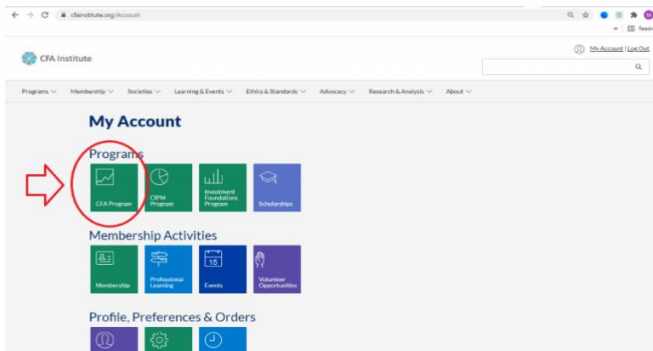 cfainstitute.org/Account
My Account | Log Out
CFA Institute
Programs Membership Societies Learning & Events Ethics & Standards Advocacy Research & Analysis About
My Account
Programs
CFA Program
CIPM Program
Investment Foundations Program
Scholarships
Membership Activities
16
Membership
Professional Learning
Events
Volunteer Opportunities
Profile, Preferences & Orders